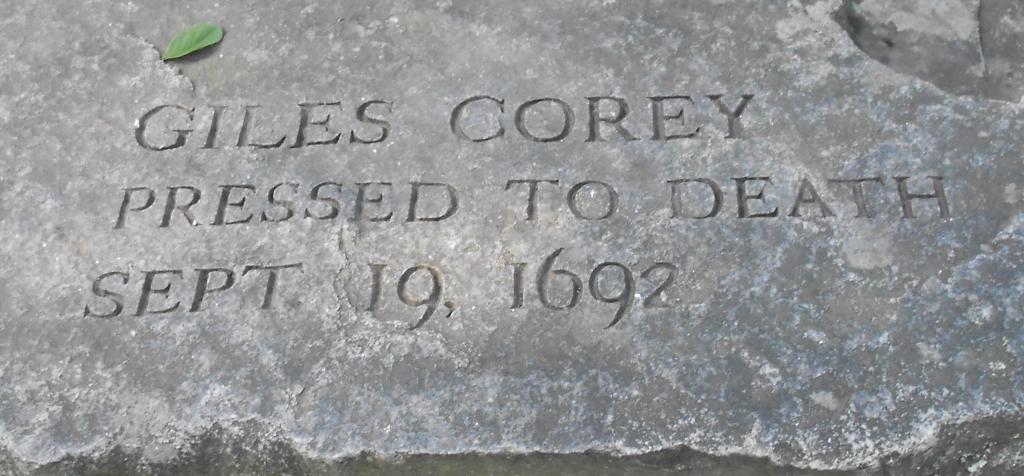 GILES COREY
PRESSED TO DEATH
SEPT 19, 1692